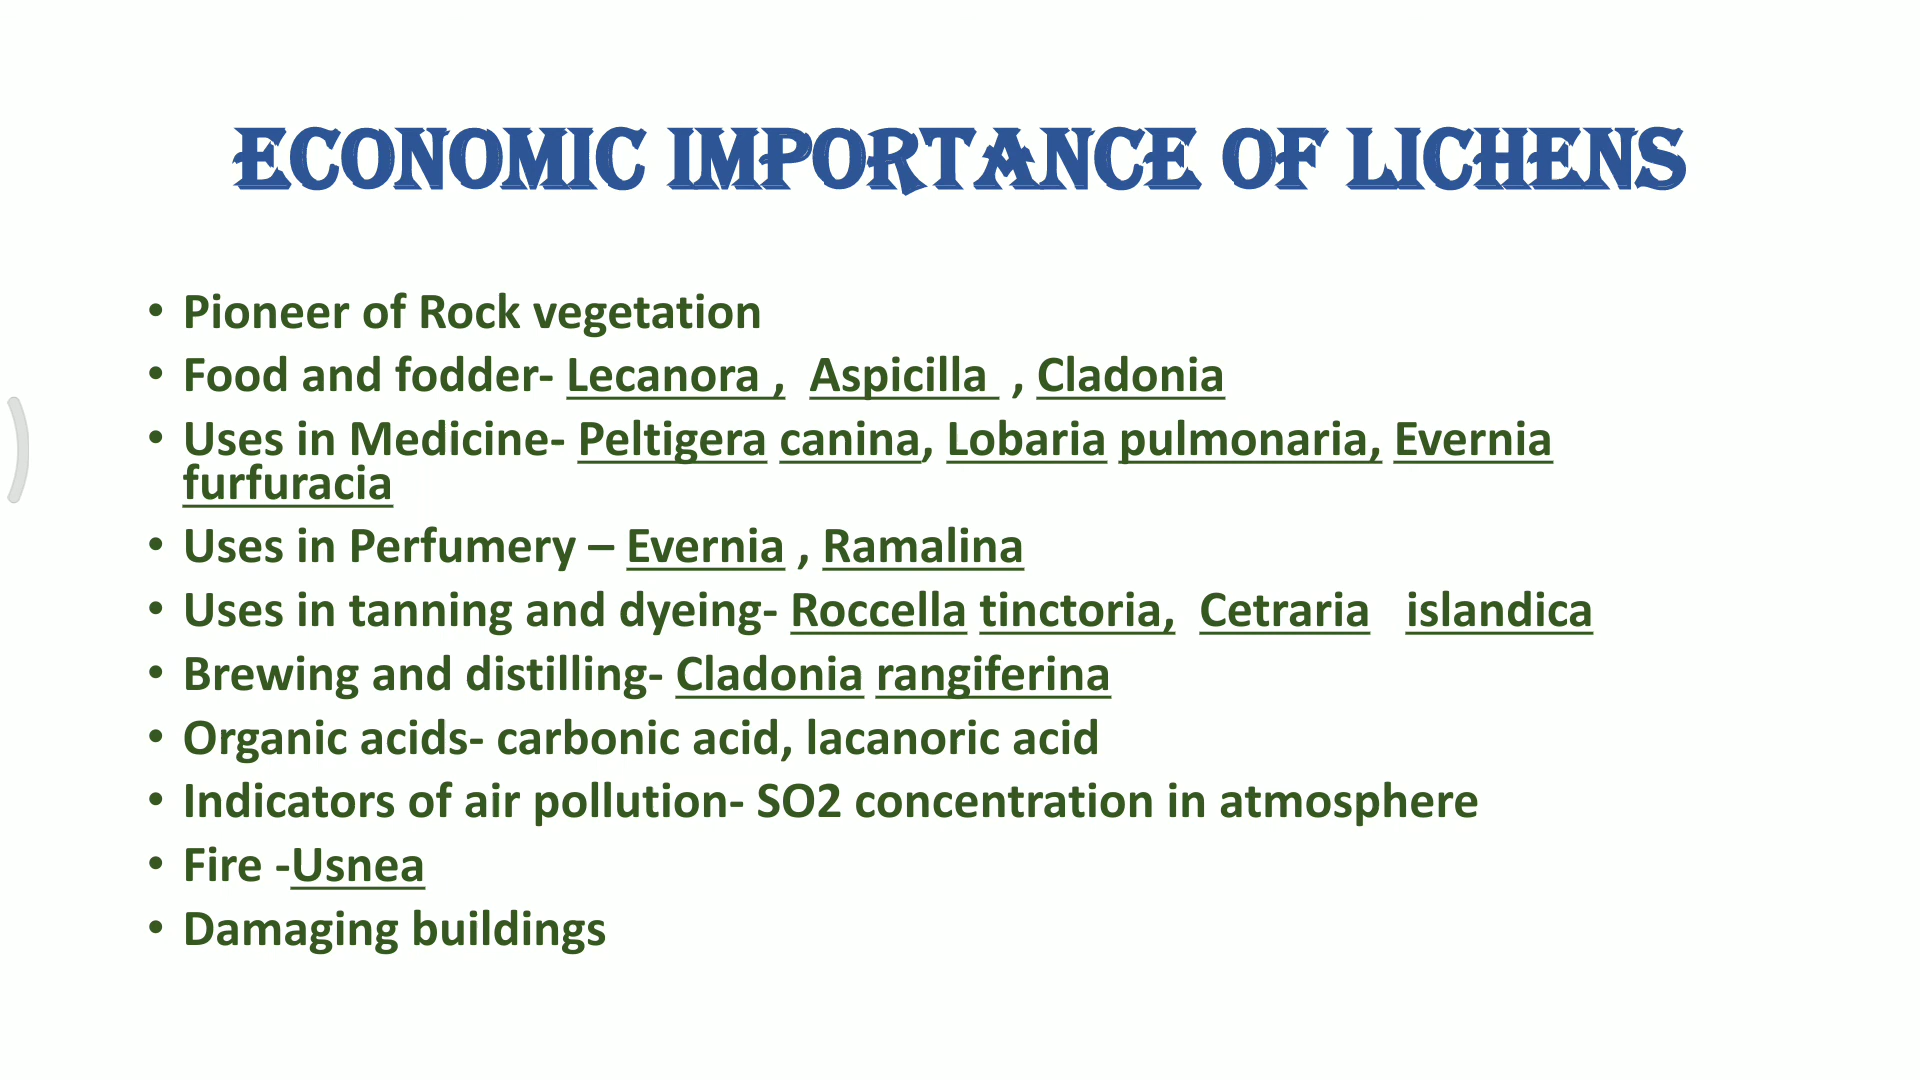 ECONOMIC IMPORTANCE OF LICHENS
• Pioneer of Rock vegetation
• Food and fodder- Lecanora , Aspicilla , Cladonia
• Uses in Medicine- Peltigera canina, Lobaria pulmonaria, Evernia
furfuracia
• Uses in Perfumery – Evernia , Ramalina
• Uses in tanning and dyeing- Roccella tinctoria, Cetraria islandica
• Brewing and distilling- Cladonia rangiferina
• Organic acids- carbonic acid, lacanoric acid
• Indicators of air pollution- SO2 concentration in atmosphere
• Fire -Usnea
• Damaging buildings